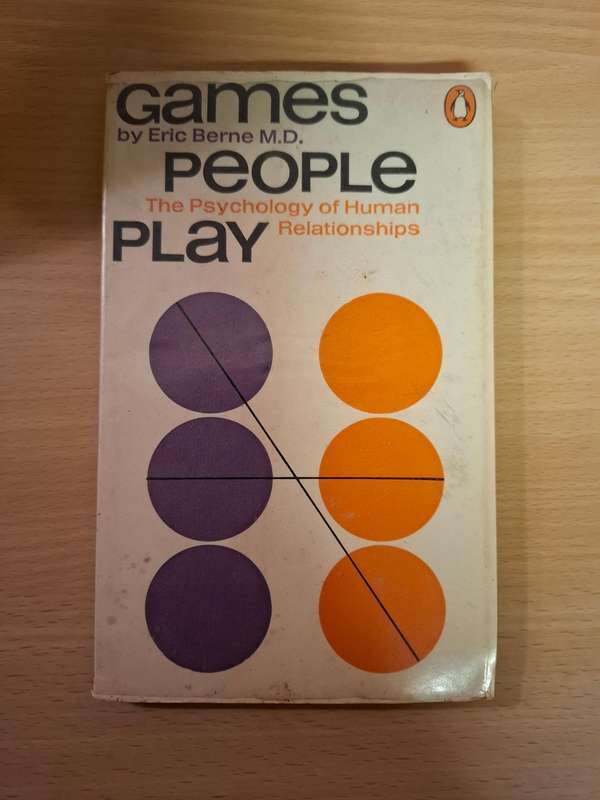 Games
by Eric Berne M.D.
PEOPLE
The Psychology of Human
PLay Relationships